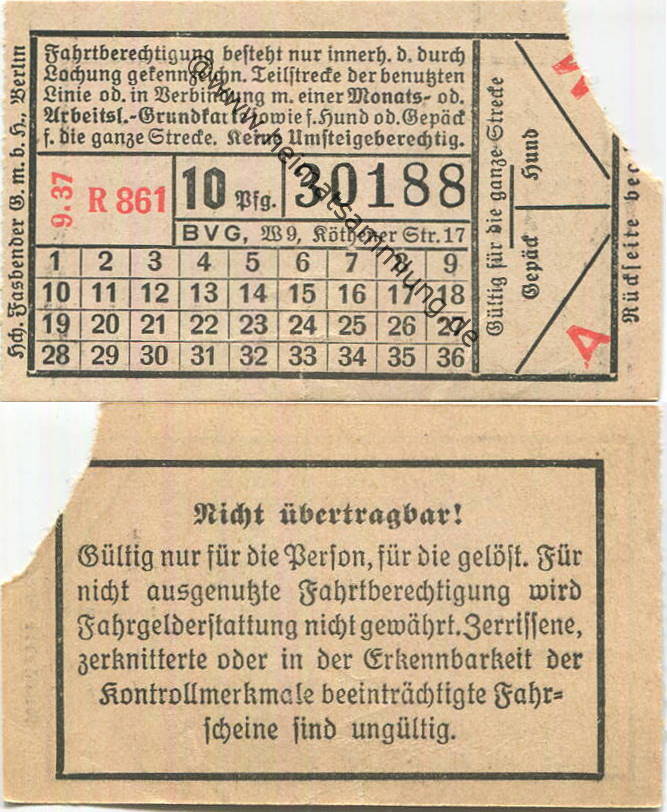 Hch. Fasbender G. m. b. H., Berlin
Fahrtberechtigung besteht nur innerh. d. durch
Lochung gekennzeichn. Teilstrecke der benutzten
Linie od. in Verbindung m. einer Monats- od.
Arbeitsl.-Grundkarte sowie f. Hund od. Gepäck
f. die ganze Strecke. Keine Umsteigeberechtig.
9. 37 R 861 10 Pfg. 30188
BVG, W9, Köthener Str. 17
1 2 3 4 5 6 7 8 9
10 11 12 13 14 15 16 17 18
19 20 21 22 23 24 25 26 27
28 29 30 31 32 33 34 35 36
Gültig für die ganze Strecke
Gepäck Hund
A
Rückseite
@www.heimatsammlung.de
Nicht übertragbar!
Gültig nur für die Person, für die gelöst. Für
nicht ausgenutzte Fahrtberechtigung wird
Fahrgelderstattung nicht gewährt. Zerrissene,
zerknitterte oder in der Erkennbarkeit der
Kontrollmerkmale beeinträchtigte Fahr-
scheine sind ungültig.